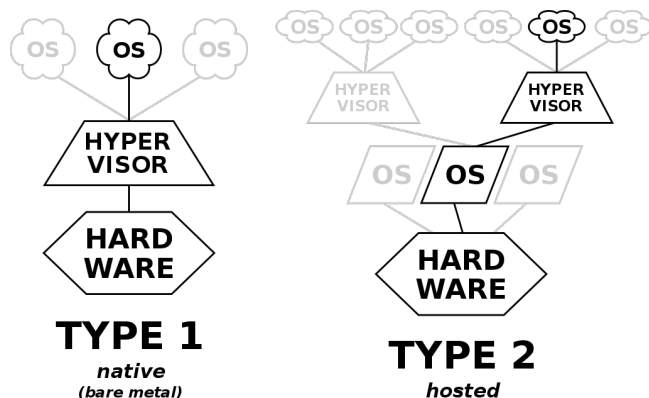 OS
OS
OS
HYPER
VISOR
HARD
WARE
TYPE 1
native
(bare metal)
OS
OS
OS
OS
OS
OS
HYPER
VISOR
HYPER
VISOR
OS
OS
OS
HARD
WARE
TYPE 2
hosted